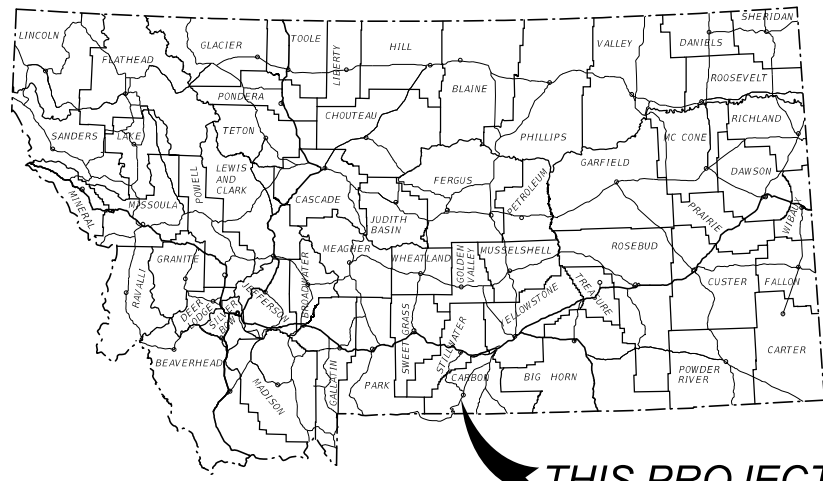 SHERIDAN
LINCOLN
GLACIER
TOOLE
LIBERTY
HILL
VALLEY
DANIELS
FLATHEAD
ROOSEVELT
BLAINE
PONDERA
CHOUTEAU
RICHLAND
PHILLIPS
MC CONE
SANDERS
LAKE
TETON
GARFIELD
DAWSON
LEWIS
AND
CLARK
POWELL
FERGUS
PETROLEUM
MINERAL
MISSOULA
CASCADE
JUDITH
BASIN
PRAIRIE
WIBAUX
MEAGHER
WHEATLAND
GOLDEN
VALLEY
MUSSELSHELL
ROSEBUD
GRANITE
RAVALLI
BROADWATER
JEFFERSON
DEER
LODGE
SILVER
BOW
TREASURE
CUSTER
FALLON
YELLOWSTONE
SWEET GRASS
STILLWATER
BEAVERHEAD
MADISON
GALLATIN
PARK
CARBON
BIG HORN
POWDER
RIVER
CARTER
THIS PROJECT